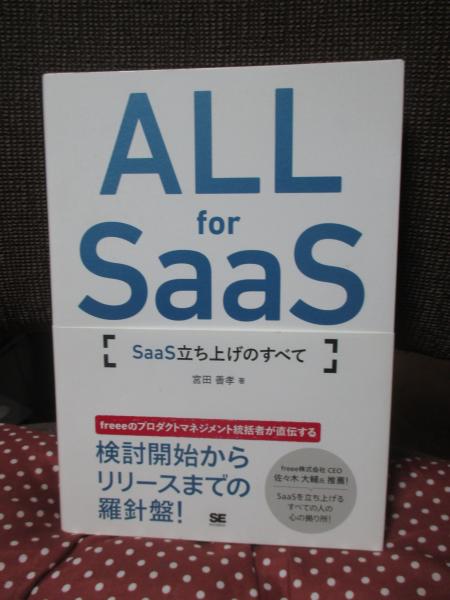 ALL
for
SaaS
【 SaaS立ち上げのすべて 】
宮田 善孝 著
freeeのプロダクトマネジメント統括者が直伝する
検討開始から
リリースまでの
羅針盤!
freee株式会社 CEO
佐々木 大輔氏 推薦!
SaaSを立ち上げる
すべての人の
心の拠り所!
SE